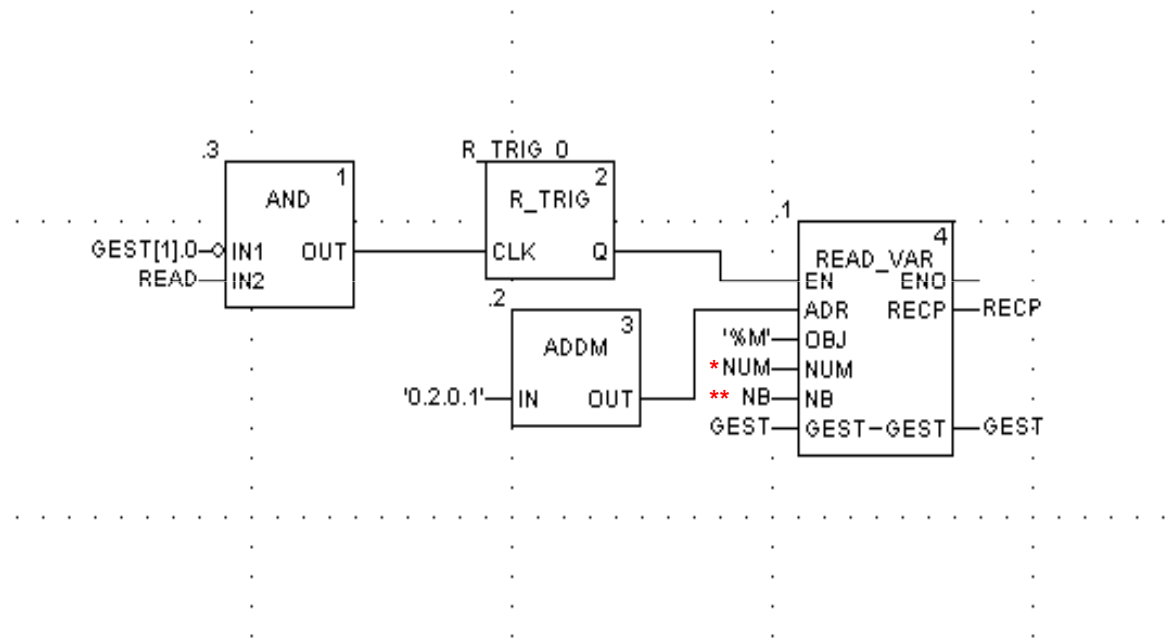 .3
AND
1
GEST[1].0
IN1
OUT
READ
IN2
R_TRIG 0
R_TRIG
2
CLK
Q
.2
ADDM
3
'0.2.0.1'
IN
OUT
.1
READ_VAR
4
EN
ENO
ADR
RECP
RECP
'%M'
OBJ
*NUM
NUM
** NB
NB
GEST
GEST-GEST
GEST